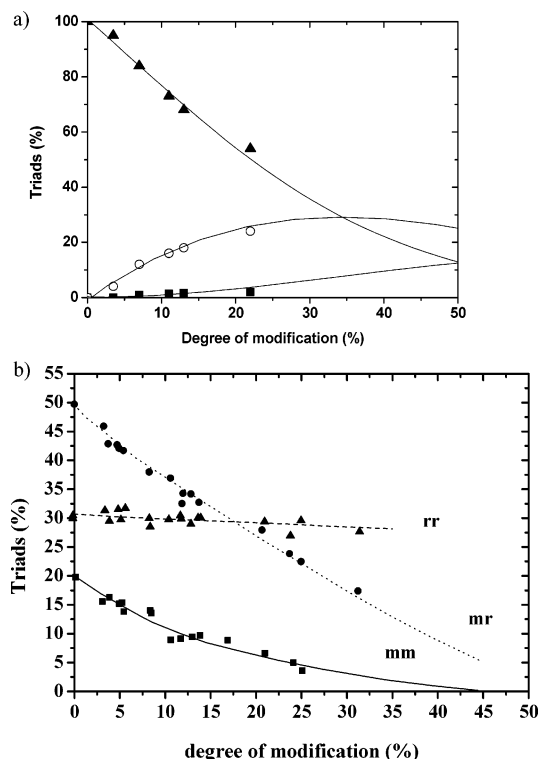 a)
100
80
60
40
20
0
Triads (%)
0 10 20 30 40 50
Degree of modification (%)
b)
55
50
45
40
35
30
25
20
15
10
5
0
Triads (%)
rr
mr
mm
0 5 10 15 20 25 30 35 40 45 50
degree of modification (%)